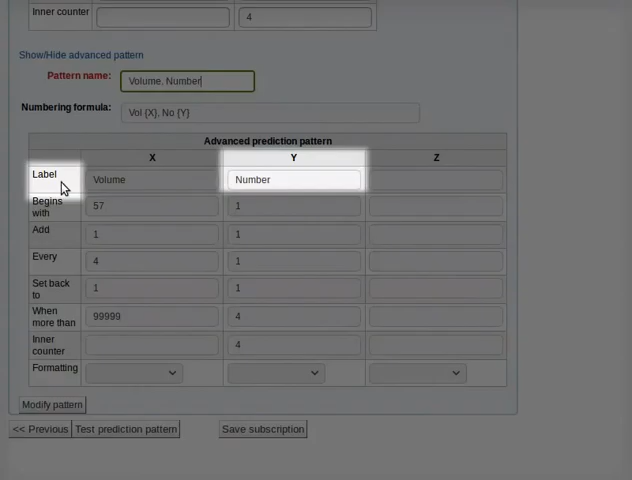 Inner counter 4
Show/Hide advanced pattern
Pattern name: Volume, Number
Numbering formula: Vol {X}, No {Y}
Advanced prediction pattern
X Y Z
Label Volume Number
Begins with 57 1
Add 1 1
Every 4 1
Set back to 1 1
When more than 99999 4
Inner counter 4
Formatting
Modify pattern
<< Previous Test prediction pattern Save subscription